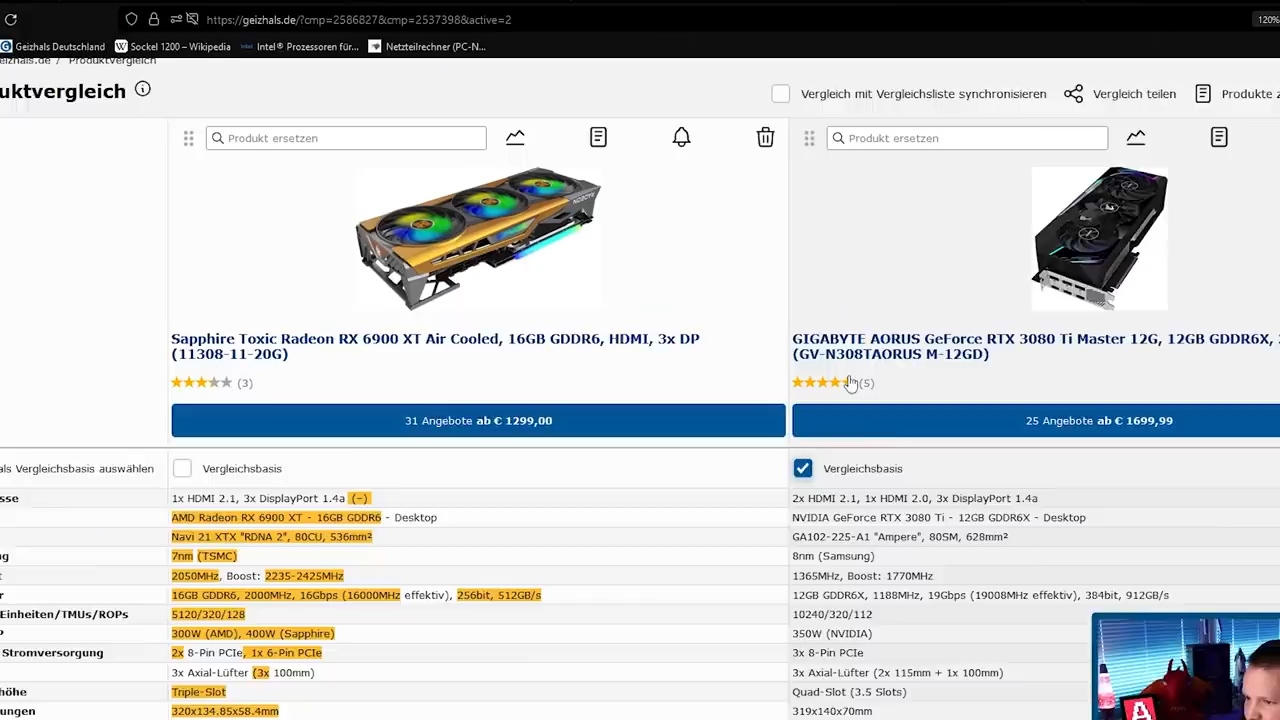 https://geizhals.de/?cmp=2586827&cmp=2537398&active=2
120%
Geizhals Deutschland
Sockel 1200 – Wikipedia
Intel® Prozessoren für...
Netzteilrechner (PC-N...
eizhals.de / Produktvergleich
uktvergleich
Vergleich mit Vergleichsliste synchronisieren
Vergleich teilen
Produkte z
Produkt ersetzen
Produkt ersetzen
Sapphire Toxic Radeon RX 6900 XT Air Cooled, 16GB GDDR6, HDMI, 3x DP
(11308-11-20G)
GIGABYTE AORUS GeForce RTX 3080 Ti Master 12G, 12GB GDDR6X,
(GV-N308TAORUS M-12GD)
(3)
(5)
31 Angebote ab € 1299,00
25 Angebote ab € 1699,99
als Vergleichsbasis auswählen
Vergleichsbasis
Vergleichsbasis
sse
1x HDMI 2.1, 3x DisplayPort 1.4a (−)
2x HDMI 2.1, 1x HDMI 2.0, 3x DisplayPort 1.4a
AMD Radeon RX 6900 XT - 16GB GDDR6 - Desktop
NVIDIA GeForce RTX 3080 Ti - 12GB GDDR6X - Desktop
Navi 21 XTX "RDNA 2", 80CU, 536mm²
GA102-225-A1 "Ampere", 80SM, 628mm²
ng
7nm (TSMC)
8nm (Samsung)
t
2050MHz, Boost: 2235-2425MHz
1365MHz, Boost: 1770MHz
r
16GB GDDR6, 2000MHz, 16Gbps (16000MHz effektiv), 256bit, 512GB/s
12GB GDDR6X, 1188MHz, 19Gbps (19008MHz effektiv), 384bit, 912GB/s
Einheiten/TMUs/ROPs
5120/320/128
10240/320/112
P
300W (AMD), 400W (Sapphire)
350W (NVIDIA)
Stromversorgung
2x 8-Pin PCIe, 1x 6-Pin PCIe
3x 8-Pin PCIe
3x Axial-Lüfter (3x 100mm)
3x Axial-Lüfter (2x 115mm + 1x 100mm)
höhe
Triple-Slot
Quad-Slot (3.5 Slots)
ungen
320x134.85x58.4mm
319x140x70mm